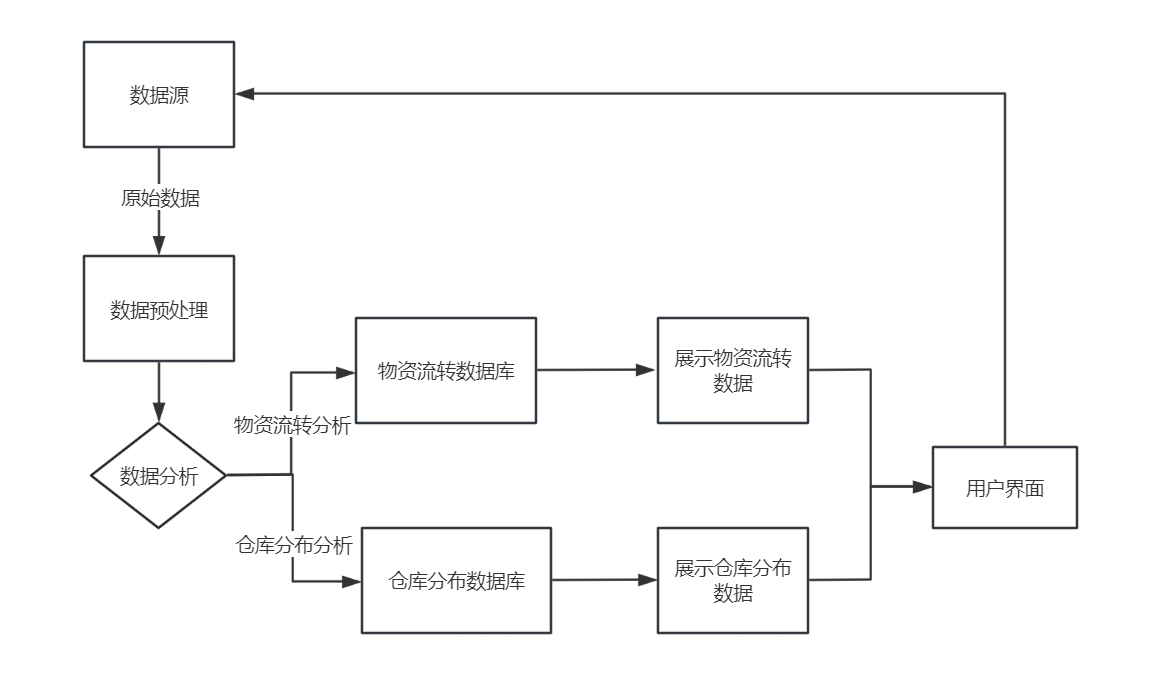 数据源
原始数据
数据预处理
数据分析
物资流转分析
仓库分布分析
物资流转数据库
展示物资流转
数据
仓库分布数据库
展示仓库分布
数据
用户界面